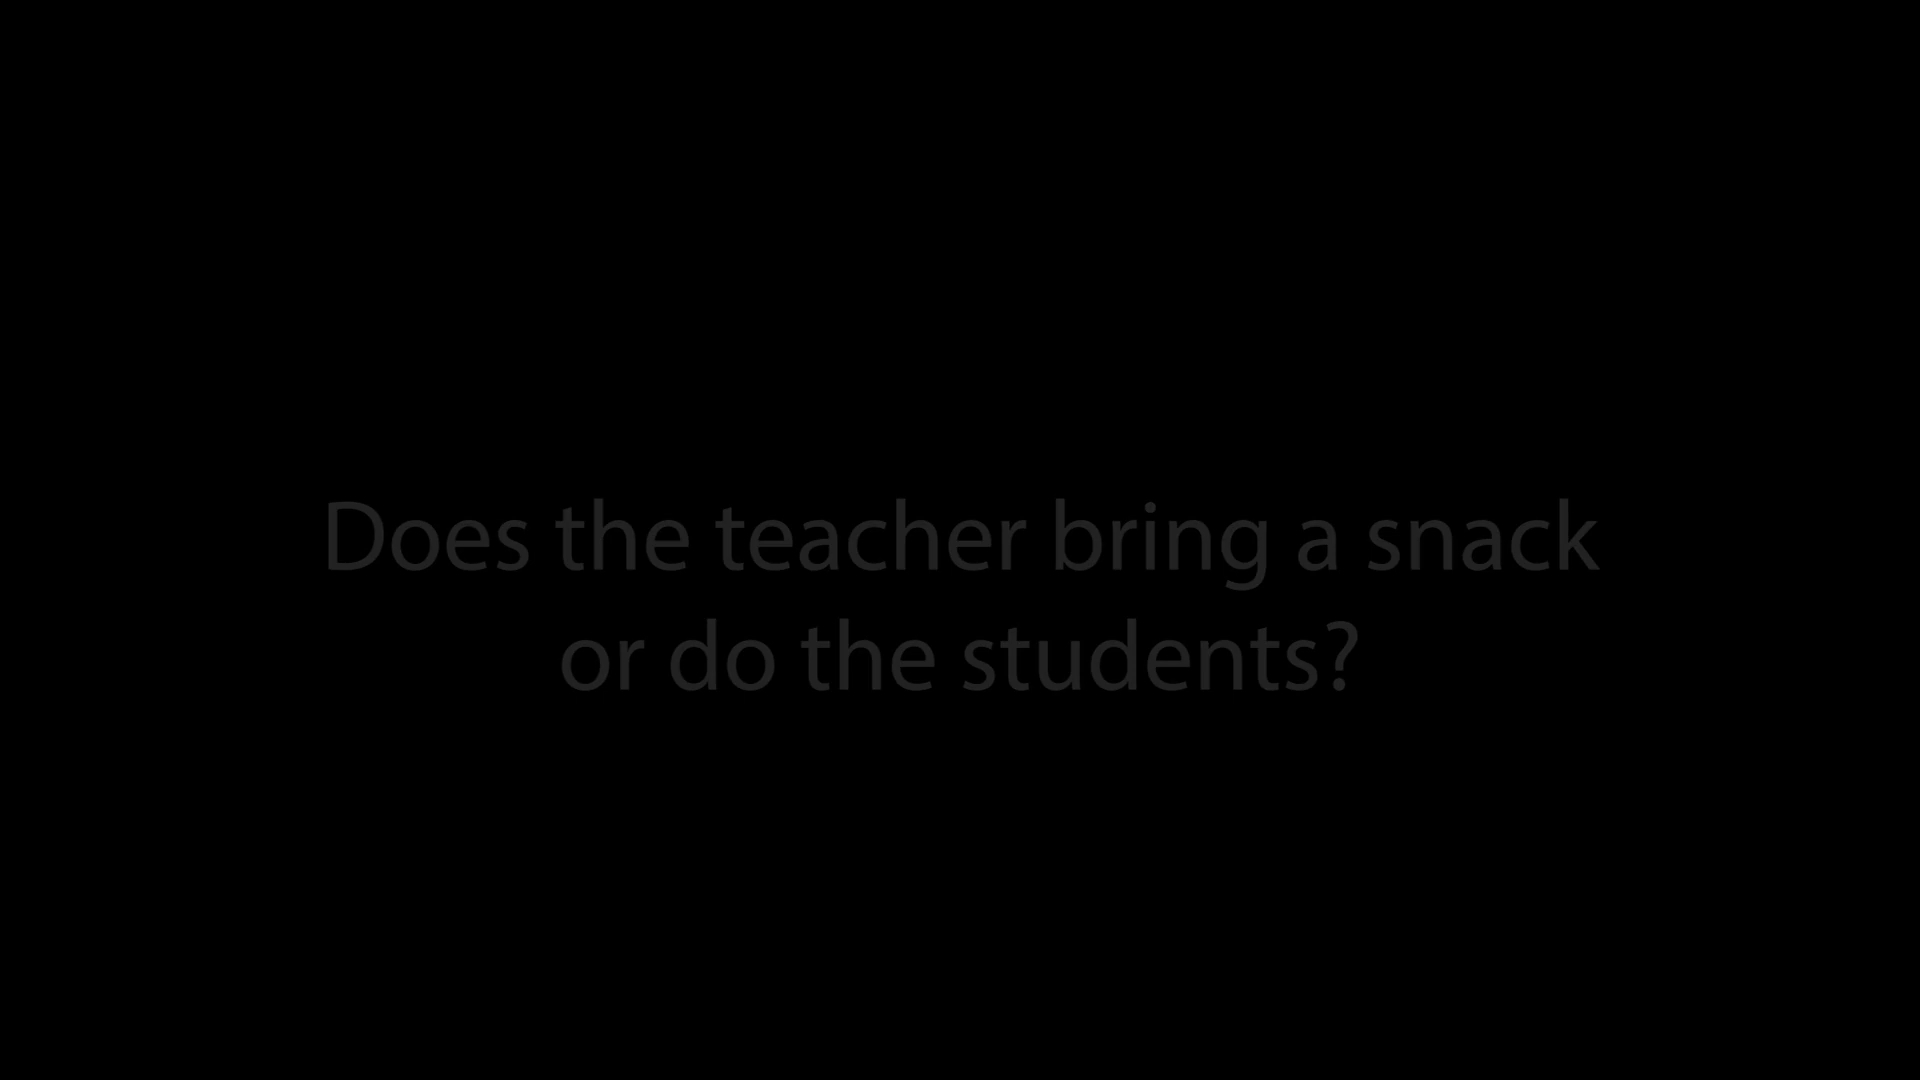 Does the teacher bring a snack
or do the students?